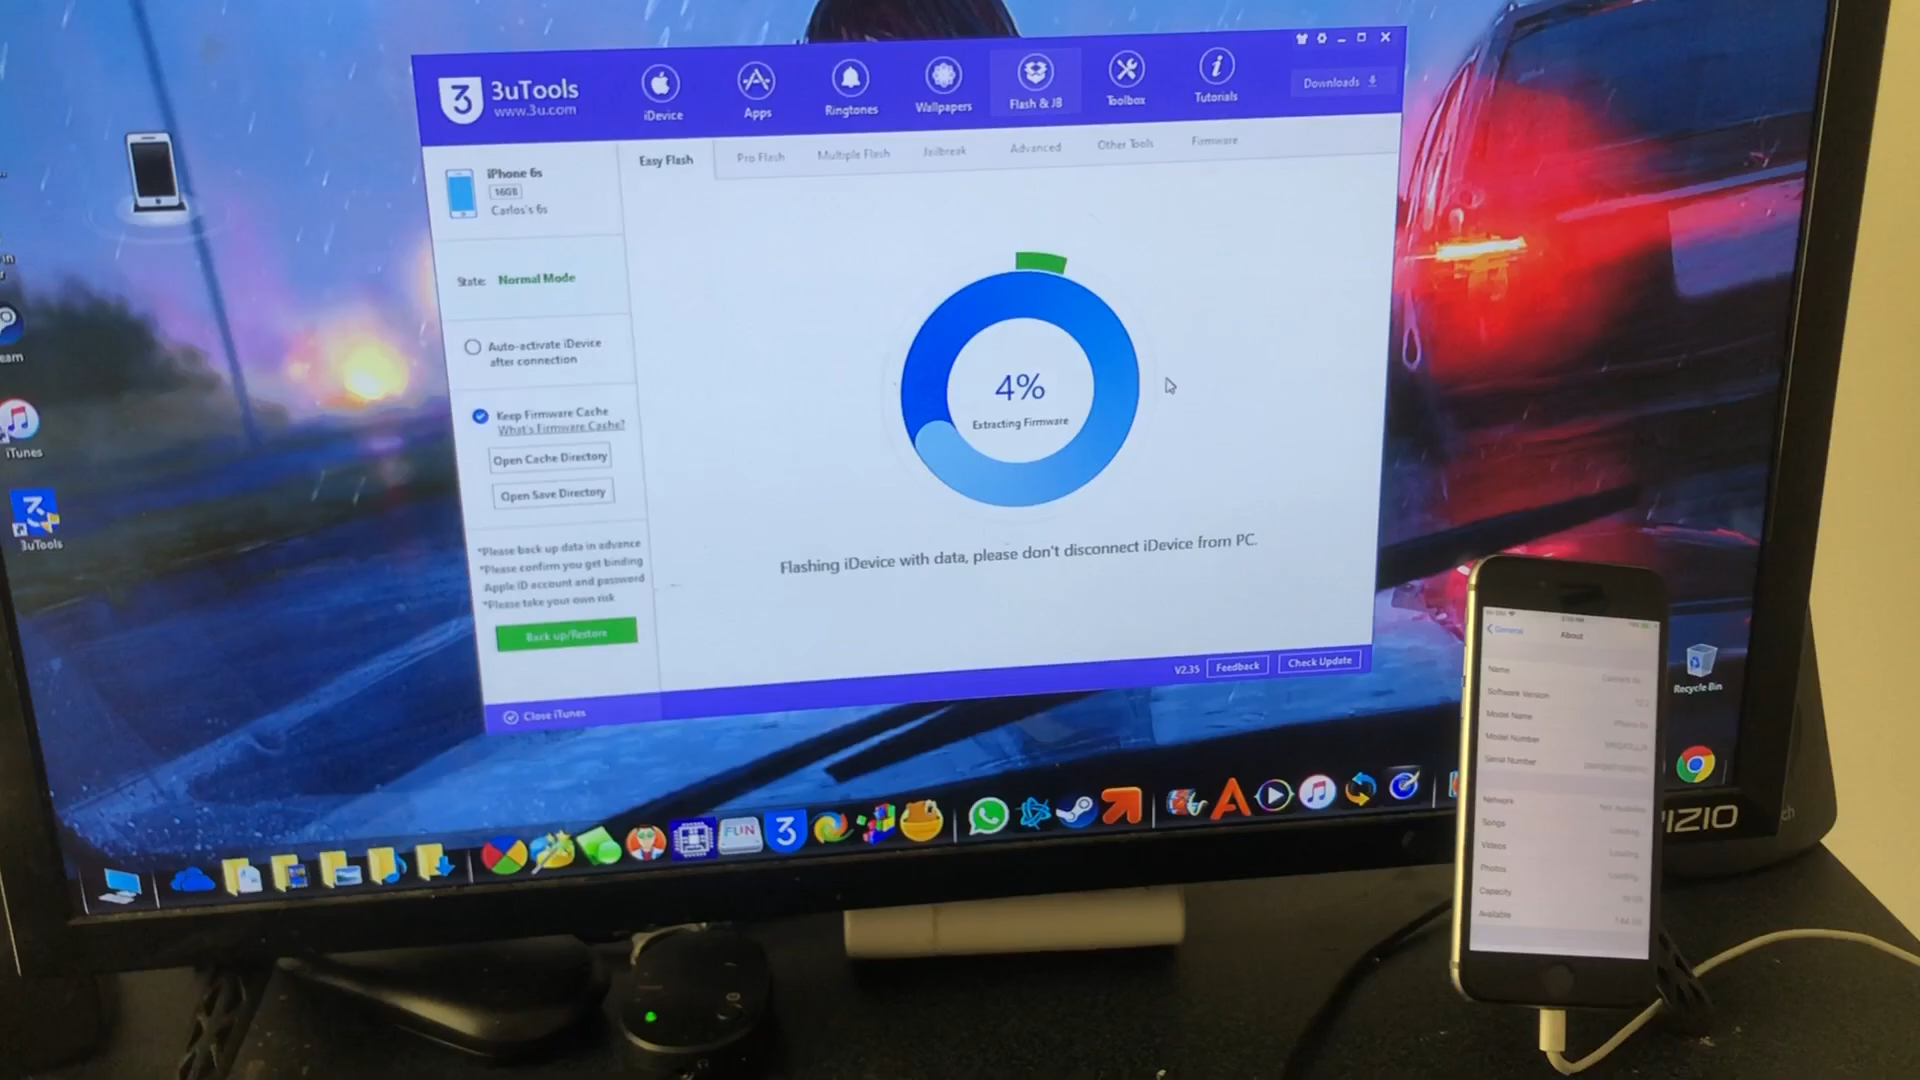 3uTools
www.3u.com
iDevice
Apps
Ringtones
Wallpapers
Flash & JB
Toolbox
Tutorials
Downloads
iPhone 6s
16GB
Carlos's 6s
Easy Flash
Pro Flash
Multiple Flash
Jailbreak
Advanced
Other Tools
Firmware
State: Normal Mode
Auto-activate iDevice
after connection
Keep Firmware Cache
What's Firmware Cache?
Open Cache Directory
Open Save Directory
*Please back up data in advance
*Please confirm you get binding
Apple ID account and password
*Please take your own risk
Back up/Restore
4%
Extracting Firmware
Flashing iDevice with data, please don't disconnect iDevice from PC.
V2.35
Feedback
Check Update
Close iTunes
iTunes
3uTools
Recycle Bin
FUN
3
VIZIO
General
About
Name
Software Version
Model Name
Model Number
Serial Number
Network
Songs
Videos
Photos
Capacity
Available
Loading
Loading
Loading